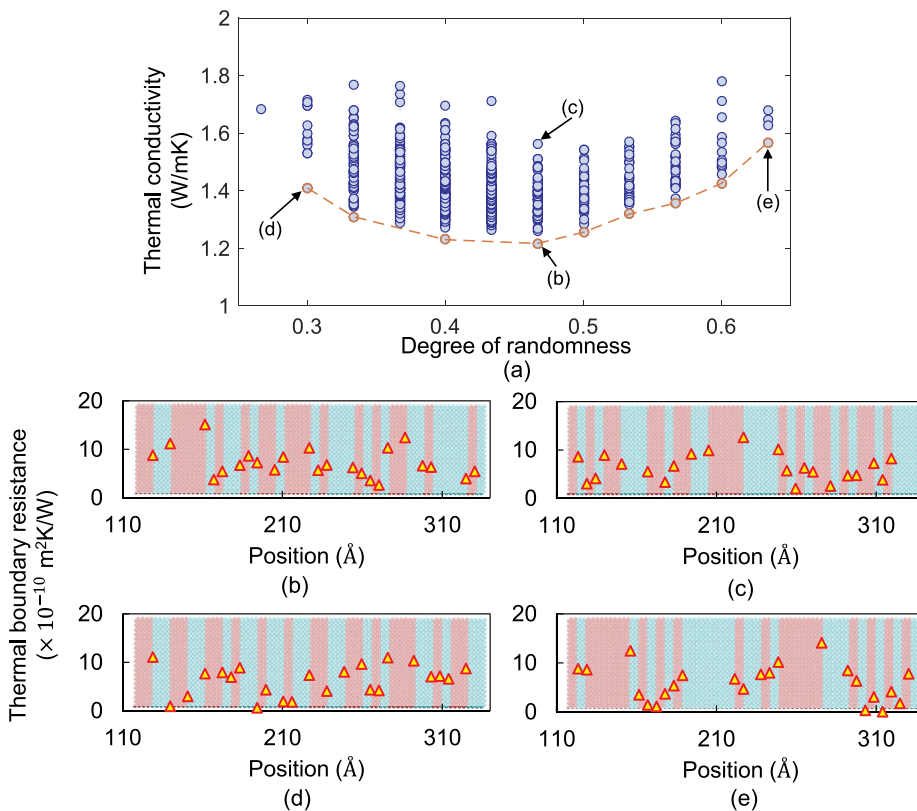 2
1.8
1.6
1.4
1.2
1
Thermal conductivity
(W/mK)
(c)
(d)
(b)
(e)
0.3 0.4 0.5 0.6
Degree of randomness
(a)
Thermal boundary resistance
(× 10⁻¹⁰ m²K/W)
20
10
0
110 210 310
Position (Å)
(b)
20
10
0
110 210 310
Position (Å)
(c)
20
10
0
110 210 310
Position (Å)
(d)
20
10
0
110 210 310
Position (Å)
(e)